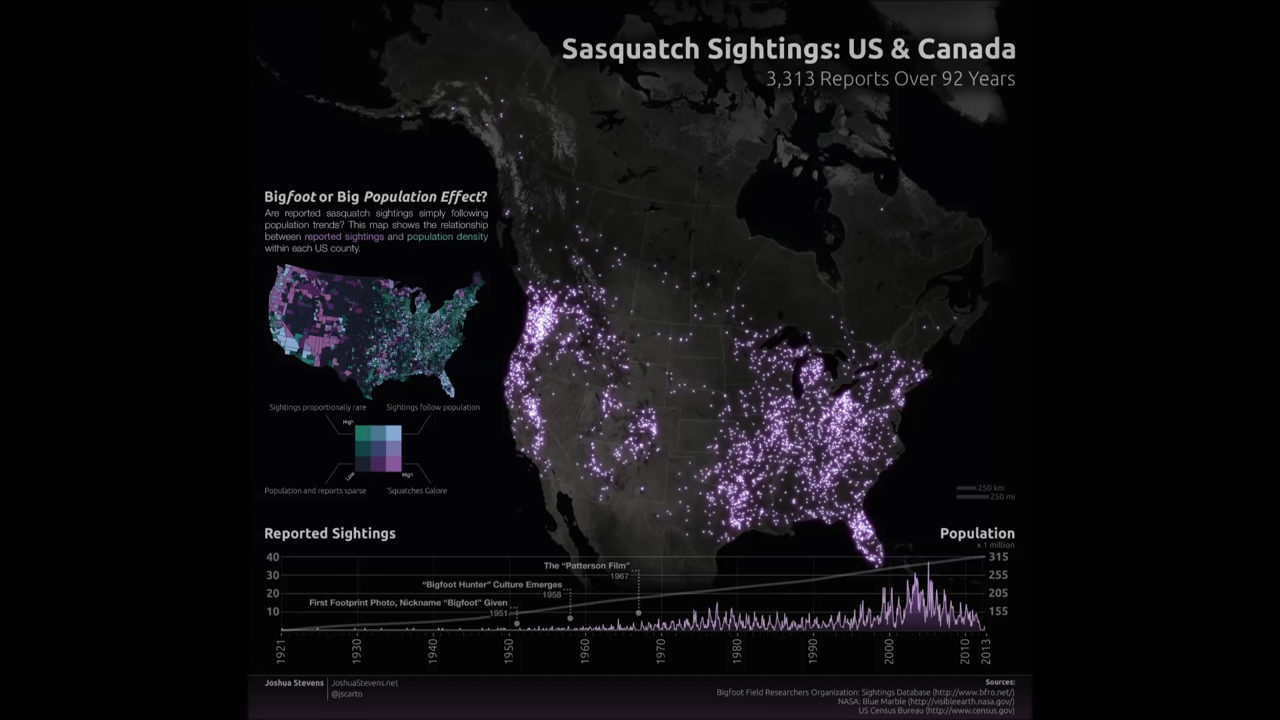 Sasquatch Sightings: US & Canada
3,313 Reports Over 92 Years
Bigfoot or Big Population Effect?
Are reported sasquatch sightings simply following
population trends? This map shows the relationship
between reported sightings and population density
within each US county.
Sightings proportionally rare
Sightings follow population
High
Low
High
Population and reports sparse
'Squatches Galore
250 km
250 mi
Reported Sightings
Population
x 1 million
40
315
30
255
20
205
10
155
The "Patterson Film"
1967
"Bigfoot Hunter" Culture Emerges
1958
First Footprint Photo, Nickname "Bigfoot" Given
1951
1921
1930
1940
1950
1960
1970
1980
1990
2000
2010
2013
Joshua Stevens
JoshuaStevens.net
@jscarto
Sources:
Bigfoot Field Researchers Organization: Sightings Database (http://www.bfro.net/)
NASA: Blue Marble (http://visibleearth.nasa.gov/)
US Census Bureau (http://www.census.gov)